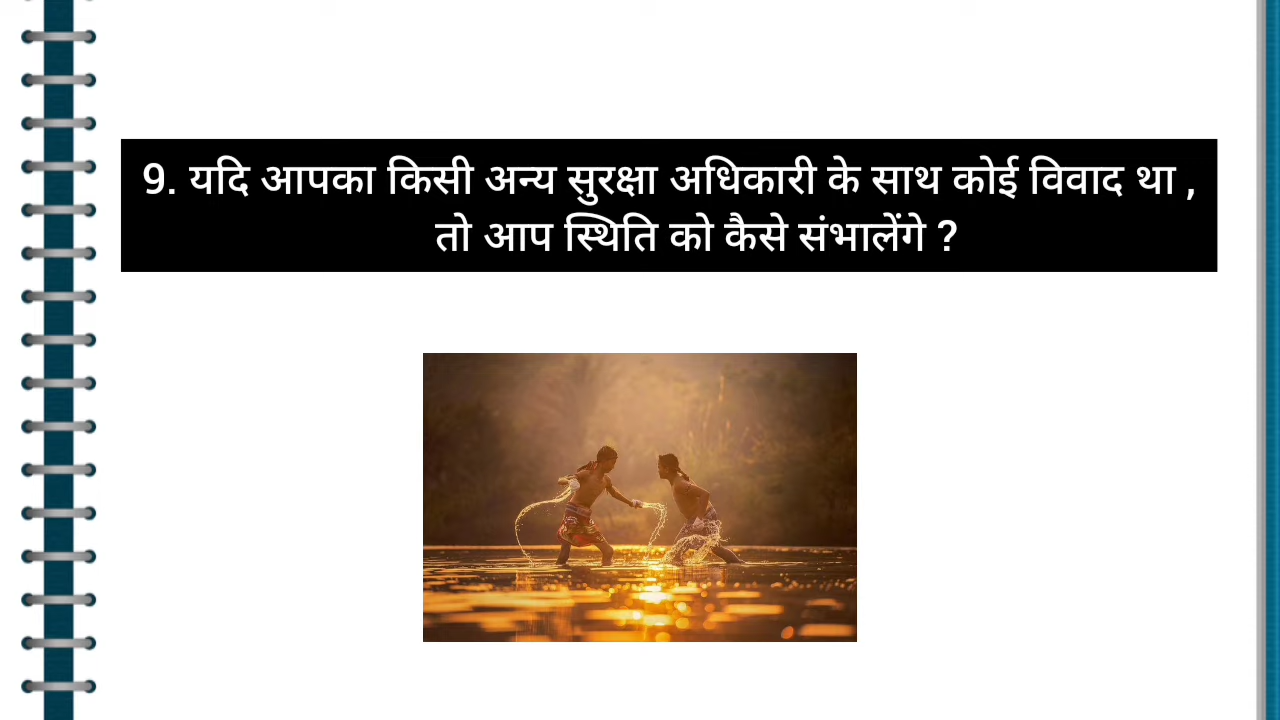 9. यदि आपका किसी अन्य सुरक्षा अधिकारी के साथ कोई विवाद था ,
तो आप स्थिति को कैसे संभालेंगे ?